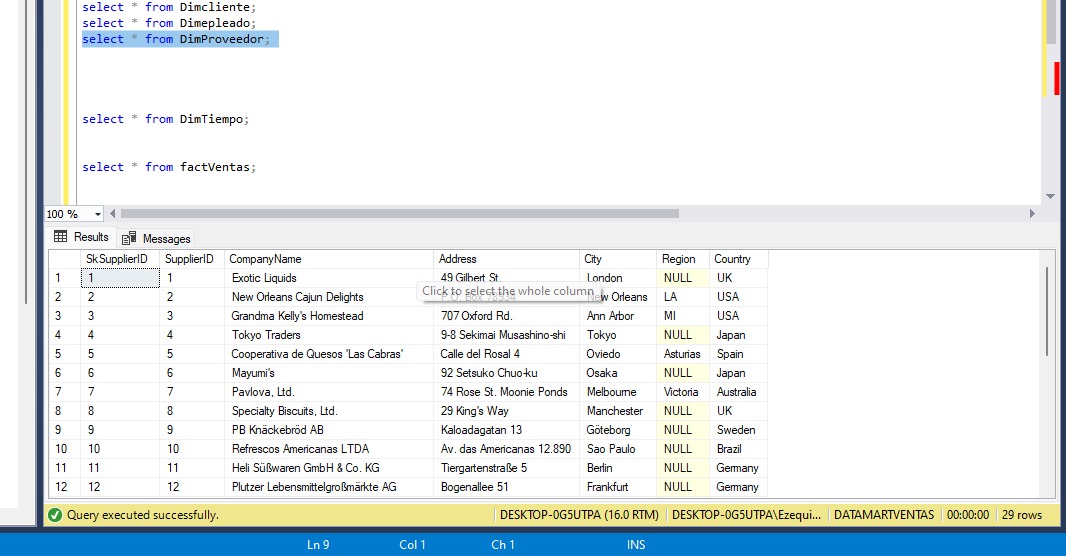 select * from Dimcliente;
select * from Dimepleado;
select * from DimProveedor;
select * from DimTiempo;
select * from factVentas;
100 %
Results Messages
SkSupplierID SupplierID CompanyName Address City Region Country
1 1 1 Exotic Liquids 49 Gilbert St. London NULL UK
Click to select the whole column
2 2 2 New Orleans Cajun Delights P.O. Box 78934 New Orleans LA USA
3 3 3 Grandma Kelly's Homestead 707 Oxford Rd. Ann Arbor MI USA
4 4 4 Tokyo Traders 9-8 Sekimai Musashino-shi Tokyo NULL Japan
5 5 5 Cooperativa de Quesos 'Las Cabras' Calle del Rosal 4 Oviedo Asturias Spain
6 6 6 Mayumi's 92 Setsuko Chuo-ku Osaka NULL Japan
7 7 7 Pavlova, Ltd. 74 Rose St. Moonie Ponds Melbourne Victoria Australia
8 8 8 Specialty Biscuits, Ltd. 29 King's Way Manchester NULL UK
9 9 9 PB Knäckebröd AB Kaloadagatan 13 Göteborg NULL Sweden
10 10 10 Refrescos Americanas LTDA Av. das Americanas 12.890 Sao Paulo NULL Brazil
11 11 11 Heli Süßwaren GmbH & Co. KG Tiergartenstraße 5 Berlin NULL Germany
12 12 12 Plutzer Lebensmittelgroßmärkte AG Bogenallee 51 Frankfurt NULL Germany
Query executed successfully. DESKTOP-0G5UTPA (16.0 RTM) DESKTOP-0G5UTPA\Ezequi... DATAMARTVENTAS 00:00:00 29 rows
Ln 9 Col 1 Ch 1 INS